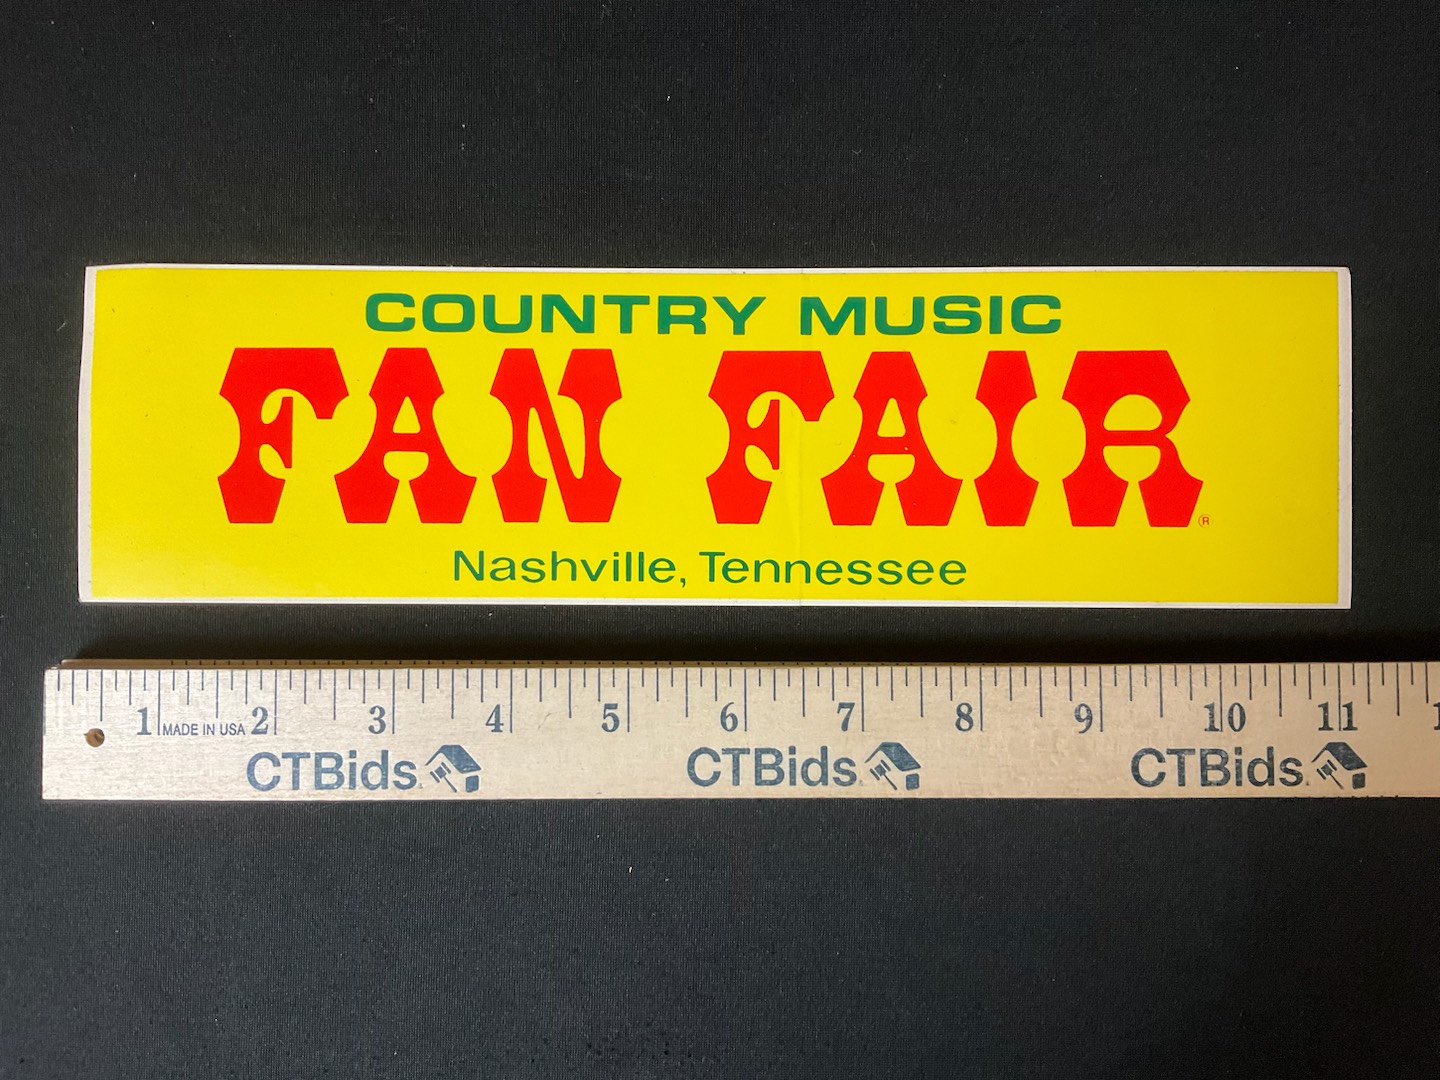 COUNTRY MUSIC
FAN FAIR®
Nashville, Tennessee
1 MADE IN USA 2 3 4 5 6 7 8 9 10 11 1
CTBids CTBids CTBids